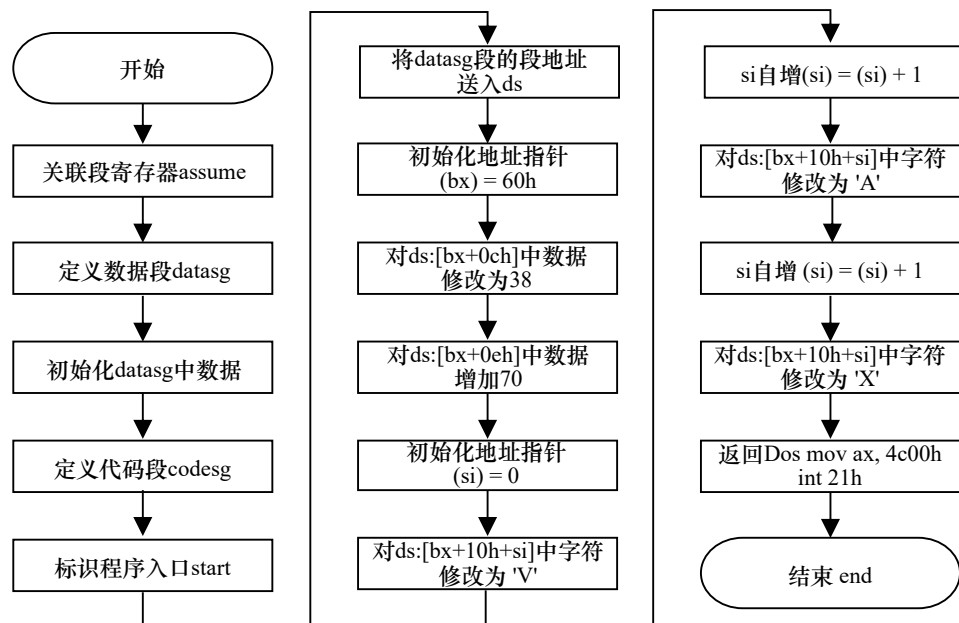 开始
关联段寄存器assume
定义数据段datasg
初始化datasg中数据
定义代码段codesg
标识程序入口start
将datasg段的段地址
送入ds
初始化地址指针
(bx) = 60h
对ds:[bx+0ch]中数据
修改为38
对ds:[bx+0eh]中数据
增加70
初始化地址指针
(si) = 0
对ds:[bx+10h+si]中字符
修改为 'V'
si自增(si) = (si) + 1
对ds:[bx+10h+si]中字符
修改为 'A'
si自增 (si) = (si) + 1
对ds:[bx+10h+si]中字符
修改为 'X'
返回Dos mov ax, 4c00h
int 21h
结束 end